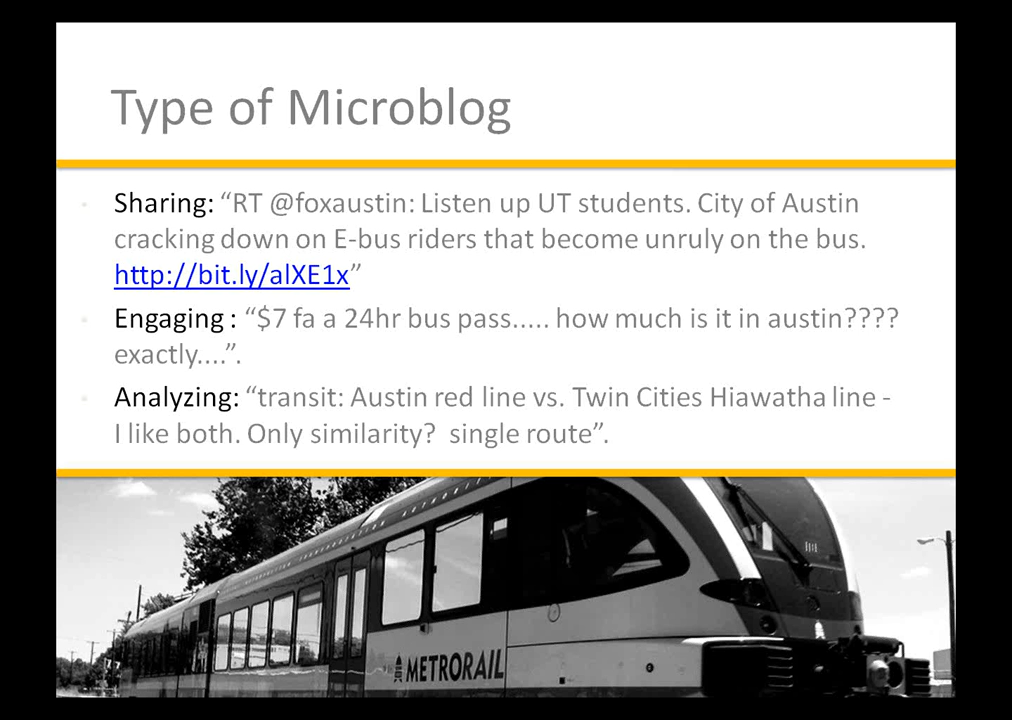 Type of Microblog
Sharing: “RT @foxaustin: Listen up UT students. City of Austin
cracking down on E-bus riders that become unruly on the bus.
http://bit.ly/alXE1x”
Engaging : “$7 fa a 24hr bus pass..... how much is it in austin????
exactly....”.
Analyzing: “transit: Austin red line vs. Twin Cities Hiawatha line -
I like both. Only similarity?  single route”.
METRORAIL